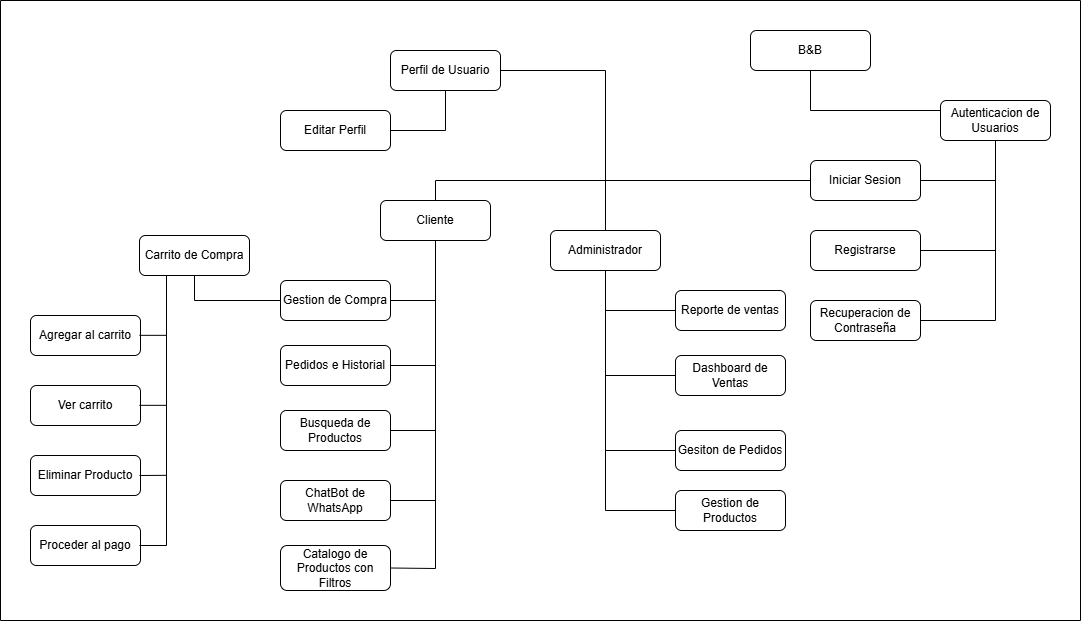 B&B
Perfil de Usuario
Autenticacion de
Usuarios
Editar Perfil
Iniciar Sesion
Cliente
Administrador
Registrarse
Carrito de Compra
Gestion de Compra
Reporte de ventas
Recuperacion de
Contraseña
Agregar al carrito
Pedidos e Historial
Dashboard de
Ventas
Ver carrito
Busqueda de
Productos
Gesiton de Pedidos
Eliminar Producto
ChatBot de
WhatsApp
Gestion de
Productos
Proceder al pago
Catalogo de
Productos con
Filtros